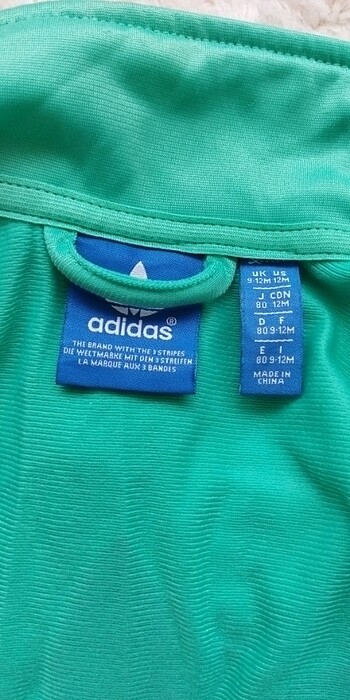 adidas®
THE BRAND WITH THE 3 STRIPES
DIE WELTMARKE MIT DEN 3 STREIFEN
LA MARQUE AUX 3 BANDES
UK US
9-12M 12M
J CDN
80 12M
D F
80 9-12M
E I
80 9-12M
MADE IN
CHINA